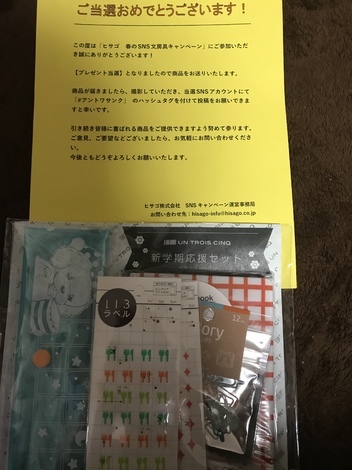 ご当選おめでとうございます!
この度は「ヒサゴ 春のSNS文房具キャンペーン」にご参加いただき誠にありがとうございます!
【プレゼント当選】となりましたので商品をお送りいたします。
商品が届きましたら、撮影していただき、当選SNSアカウントにて
「#アントワサンク」のハッシュタグを付けて投稿をお願いできますと幸いです。
引き続き皆様に喜ばれる商品をご提供できますよう努めて参ります。
ご意見、ご要望などございましたら、お気軽にお問い合わせください。
今後ともどうぞよろしくお願いいたします。
ヒサゴ株式会社 SNSキャンペーン運営事務局
お問い合わせ先:hisago-info@hisago.co.jp
UN TROIS CINQ
新学期応援セット
113
ラベル
book
ory
12